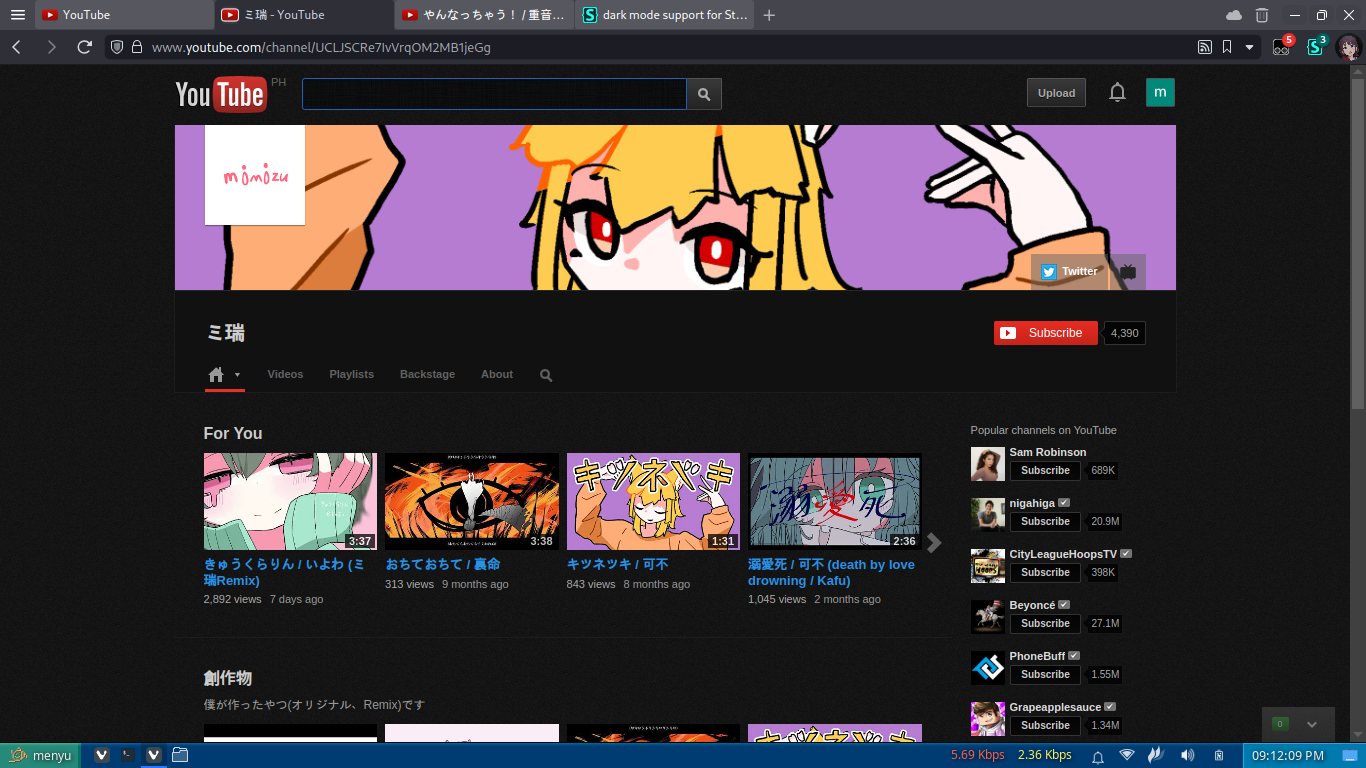 YouTube
ミ瑞 - YouTube
やんなっちゃう！ / 重音...
dark mode support for St...
5
3
www.youtube.com/channel/UCLJSCRe7IvVrqOM2MB1jeGg
YouTube PH
Upload
m
mimizu
Twitter
ミ瑞
Subscribe 4,390
Videos Playlists Backstage About
For You
3:37
3:38
キツネツキ
1:31
溺愛死
2:36
きゅうくらりん / いよわ (ミ
瑞Remix)
2,892 views 7 days ago
おちておちて / 裏命
313 views 9 months ago
キツネツキ / 可不
843 views 8 months ago
溺愛死 / 可不 (death by love
drowning / Kafu)
1,045 views 2 months ago
創作物
僕が作ったやつ(オリジナル、Remix)です
Popular channels on YouTube
Sam Robinson
Subscribe 689K
nigahiga
Subscribe 20.9M
CityLeagueHoopsTV
Subscribe 398K
Beyoncé
Subscribe 27.1M
PhoneBuff
Subscribe 1.55M
Grapeapplesauce
Subscribe 1.34M
0
menyu
5.69 Kbps 2.36 Kbps
09:12:09 PM